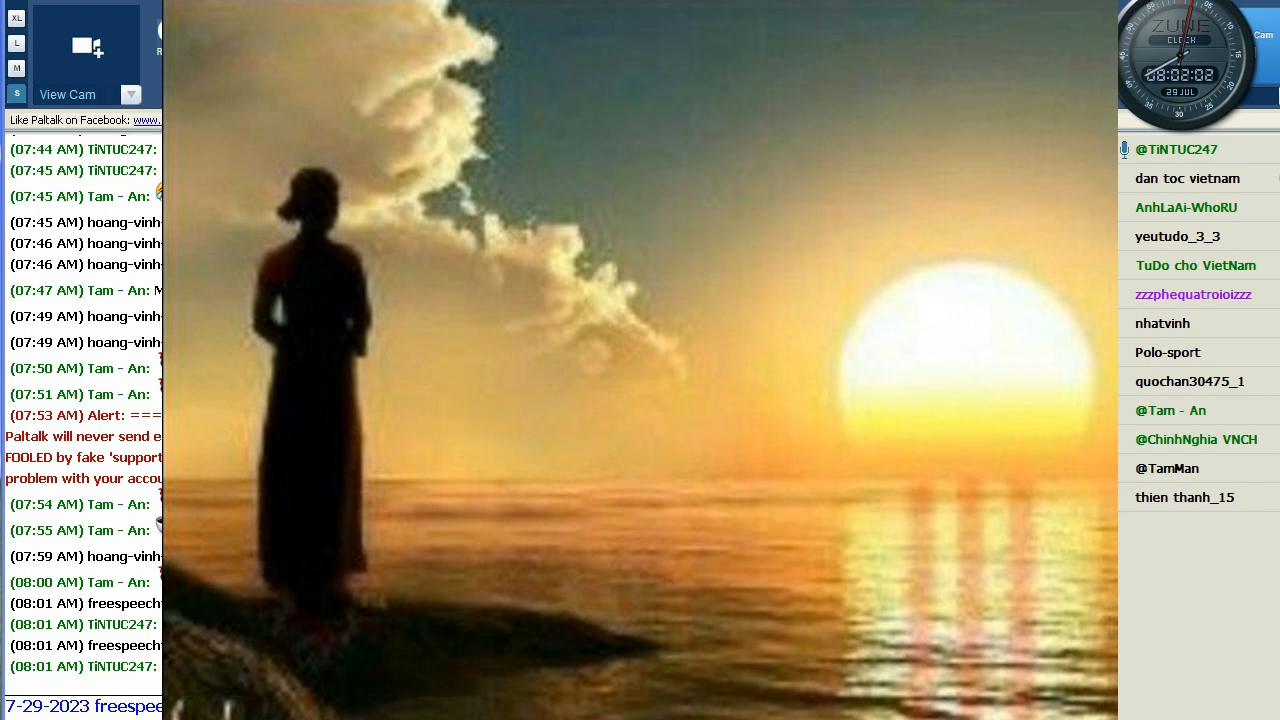 XL
L
M
S
View Cam
R
Like Paltalk on Facebook: www.
(07:44 AM) TiNTUC247:
(07:45 AM) TiNTUC247:
(07:45 AM) Tam - An:
(07:45 AM) hoang-vinh-
(07:46 AM) hoang-vinh-
(07:46 AM) hoang-vinh-
(07:47 AM) Tam - An: M
(07:49 AM) hoang-vinh-
(07:49 AM) hoang-vinh-
(07:50 AM) Tam - An:
(07:51 AM) Tam - An:
(07:53 AM) Alert: ===
Paltalk will never send e
FOOLED by fake 'support
problem with your accou
(07:54 AM) Tam - An:
(07:55 AM) Tam - An:
(07:59 AM) hoang-vinh-
(08:00 AM) Tam - An:
(08:01 AM) freespeech
(08:01 AM) TiNTUC247:
(08:01 AM) freespeech
(08:01 AM) TiNTUC247:
7-29-2023 freespee
ZUNE
CLOCK
08:02:02
29 JUL
Cam
@TiNTUC247
dan toc vietnam
AnhLaAi-WhoRU
yeutudo_3_3
TuDo cho VietNam
zzzphequatroioizzz
nhatvinh
Polo-sport
quochan30475_1
@Tam - An
@ChinhNghia VNCH
@TamMan
thien thanh_15